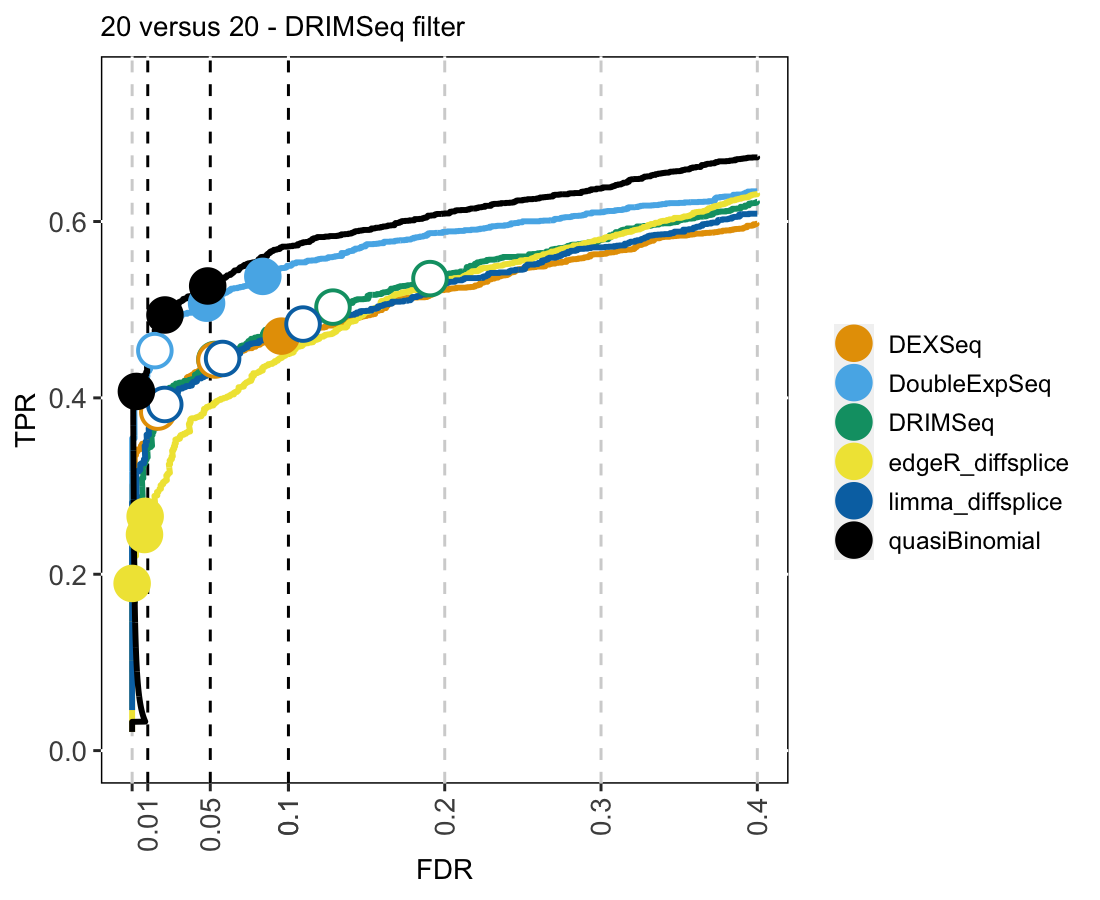 20 versus 20 - DRIMSeq filter
TPR
0.6
0.4
0.2
0.0
0.01
0.05
0.1
0.2
0.3
0.4
FDR
DEXSeq
DoubleExpSeq
DRIMSeq
edgeR_diffsplice
limma_diffsplice
quasiBinomial